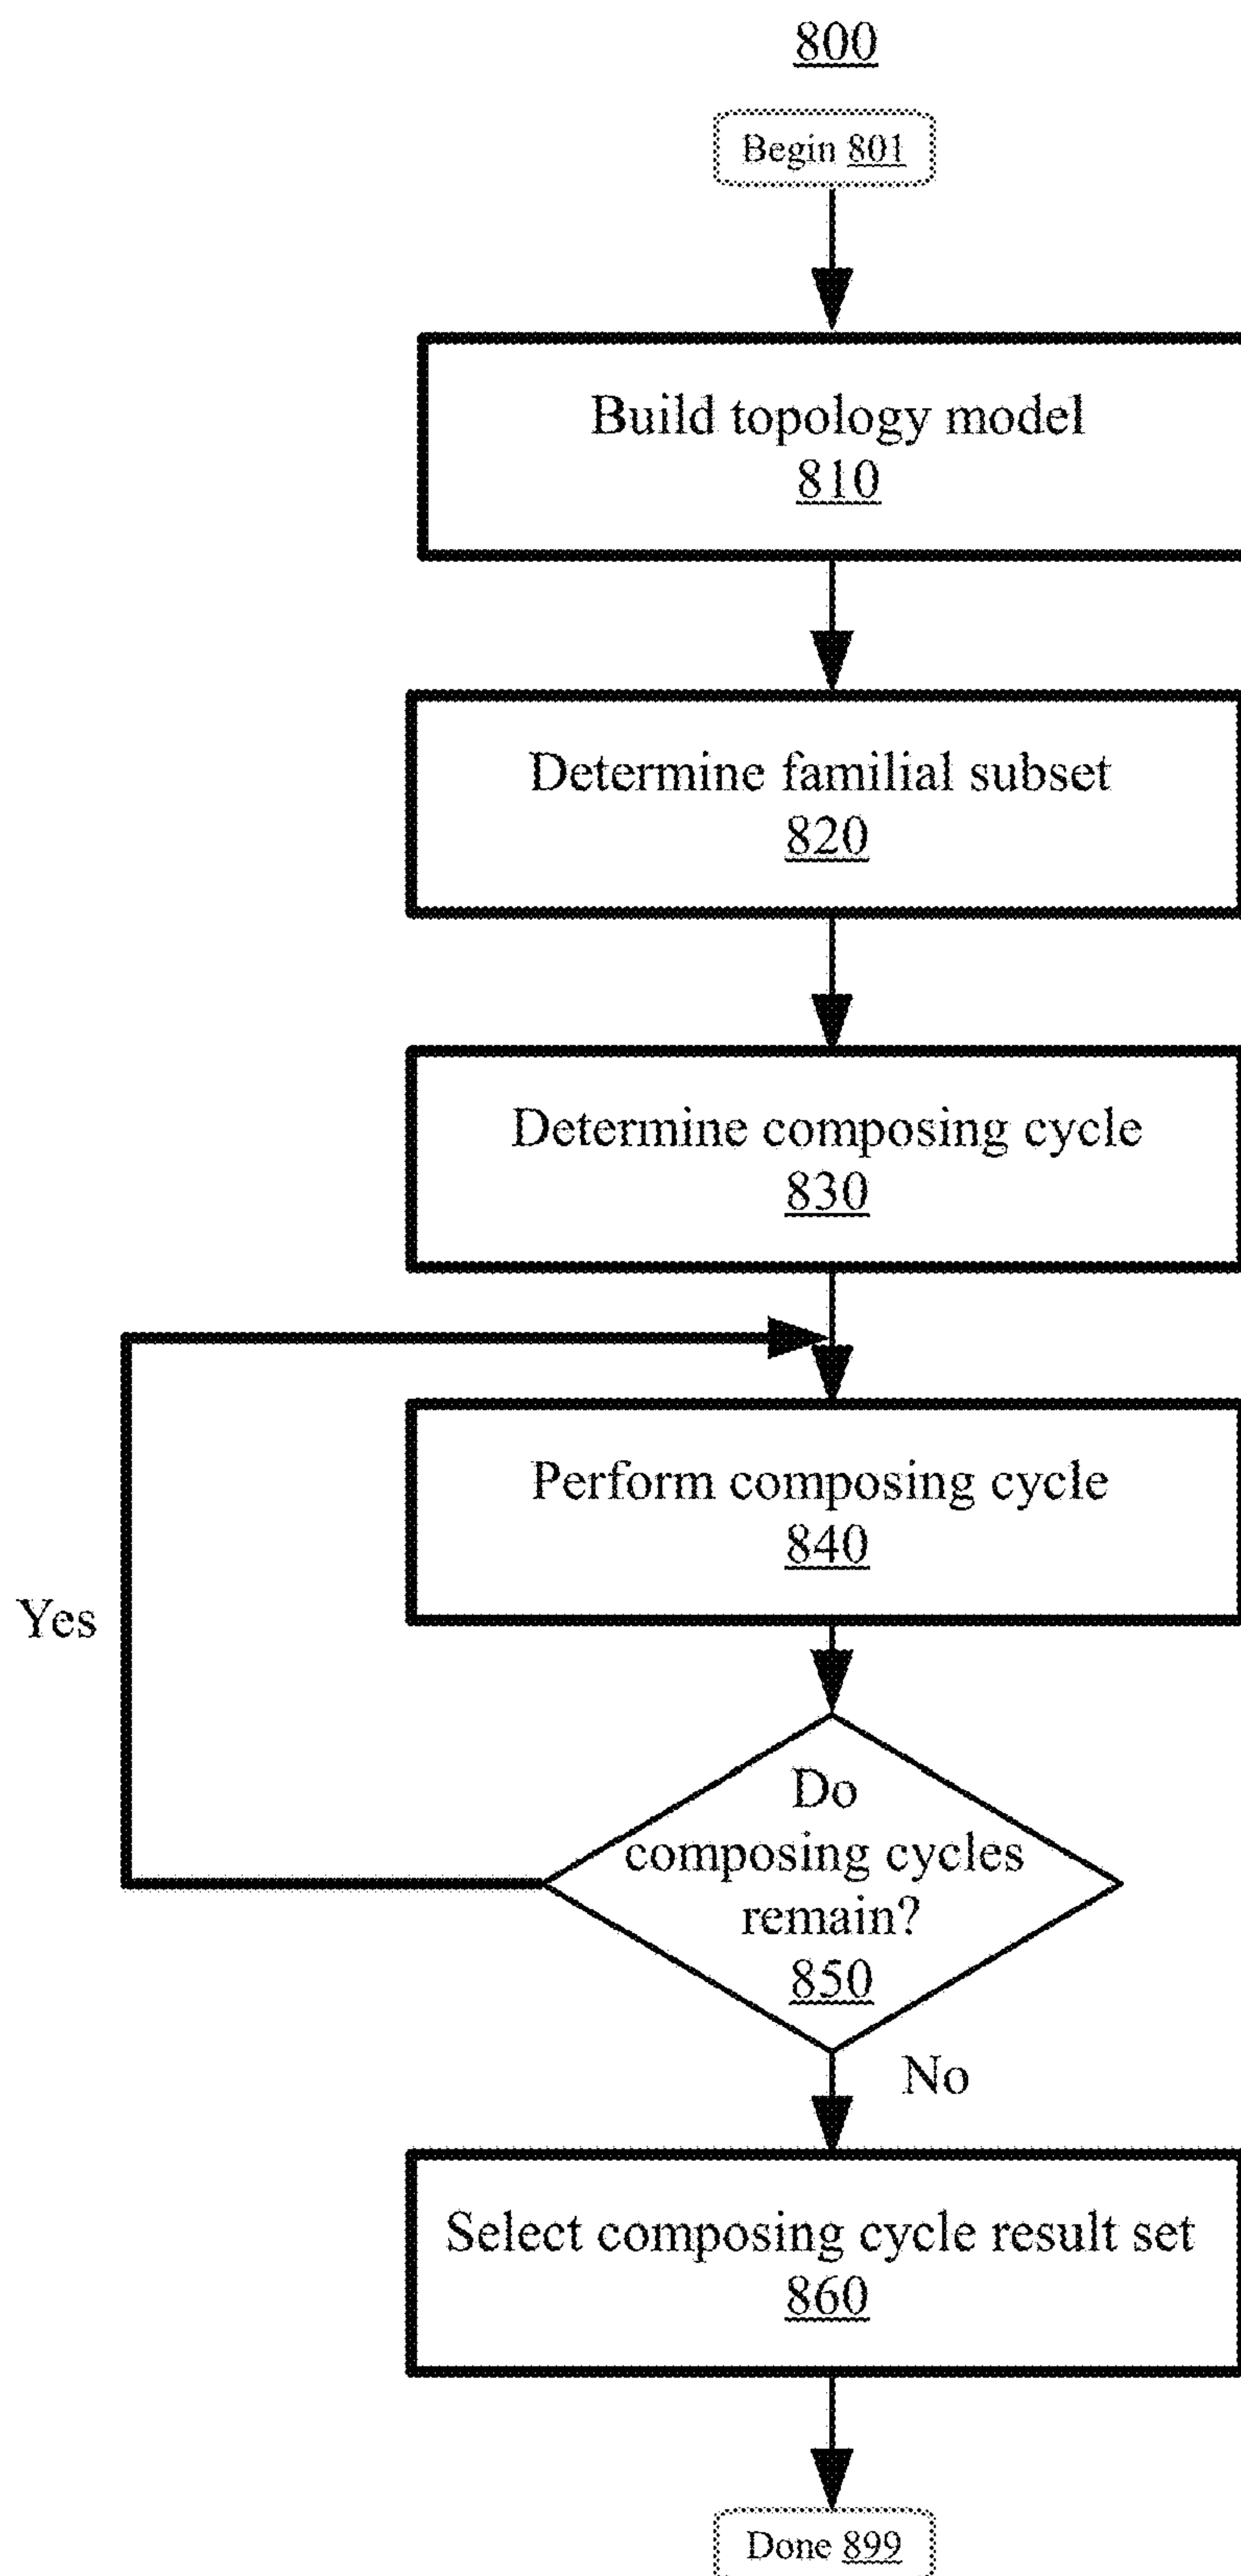 800
Begin 801
Build topology model
810
Determine familial subset
820
Determine composing cycle
830
Perform composing cycle
840
Yes
Do
composing cycles
remain?
850
No
Select composing cycle result set
860
Done 899